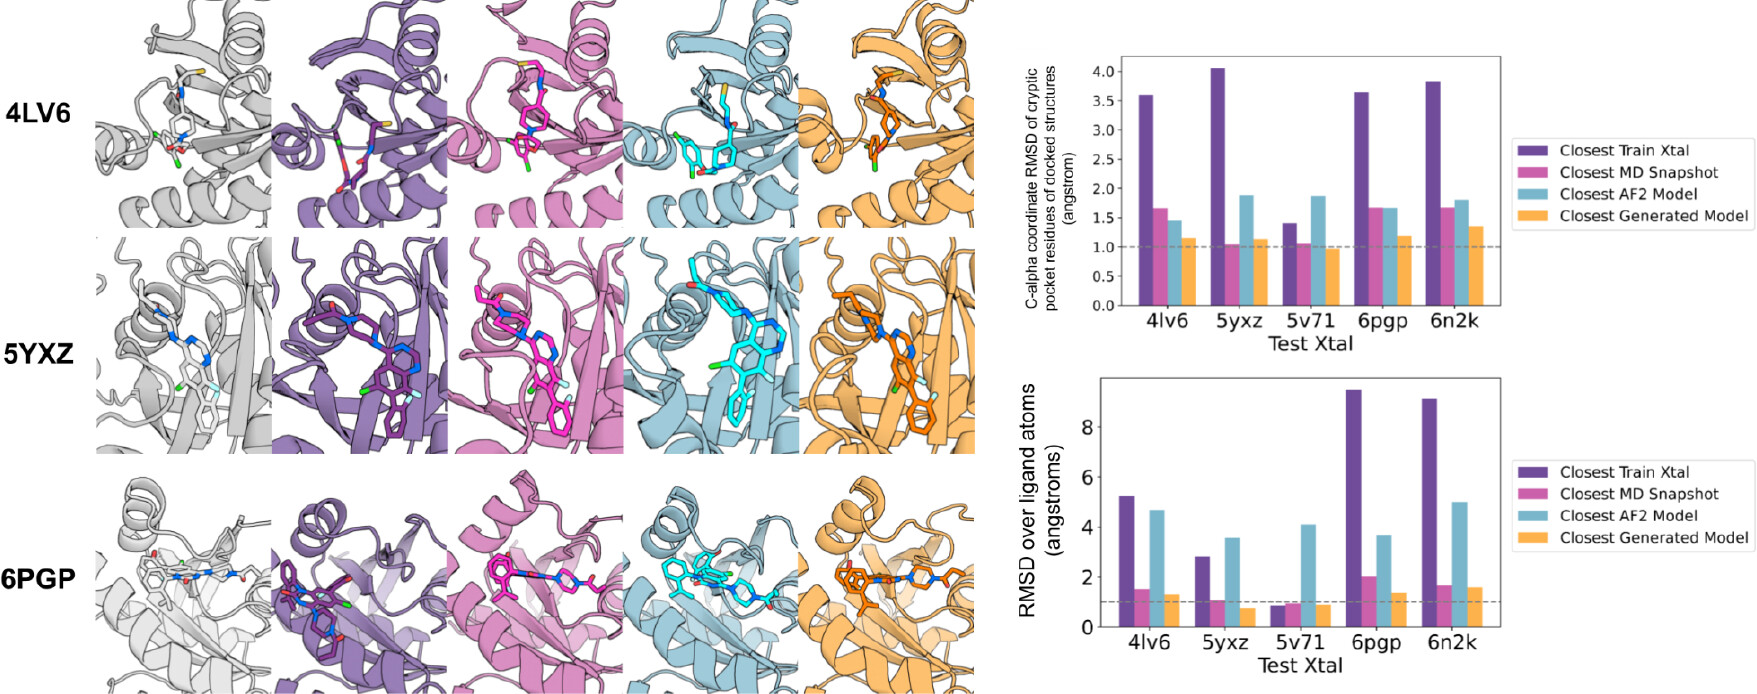 4LV6
5YXZ
6PGP
C-alpha coordinate RMSD of cryptic
pocket residues of docked structures
(angstrom)
4.0
3.5
3.0
2.5
2.0
1.5
1.0
0.5
0.0
4lv6 5yxz 5v71 6pgp 6n2k
Test Xtal
Closest Train Xtal
Closest MD Snapshot
Closest AF2 Model
Closest Generated Model
RMSD over ligand atoms
(angstroms)
8
6
4
2
0
4lv6 5yxz 5v71 6pgp 6n2k
Test Xtal
Closest Train Xtal
Closest MD Snapshot
Closest AF2 Model
Closest Generated Model